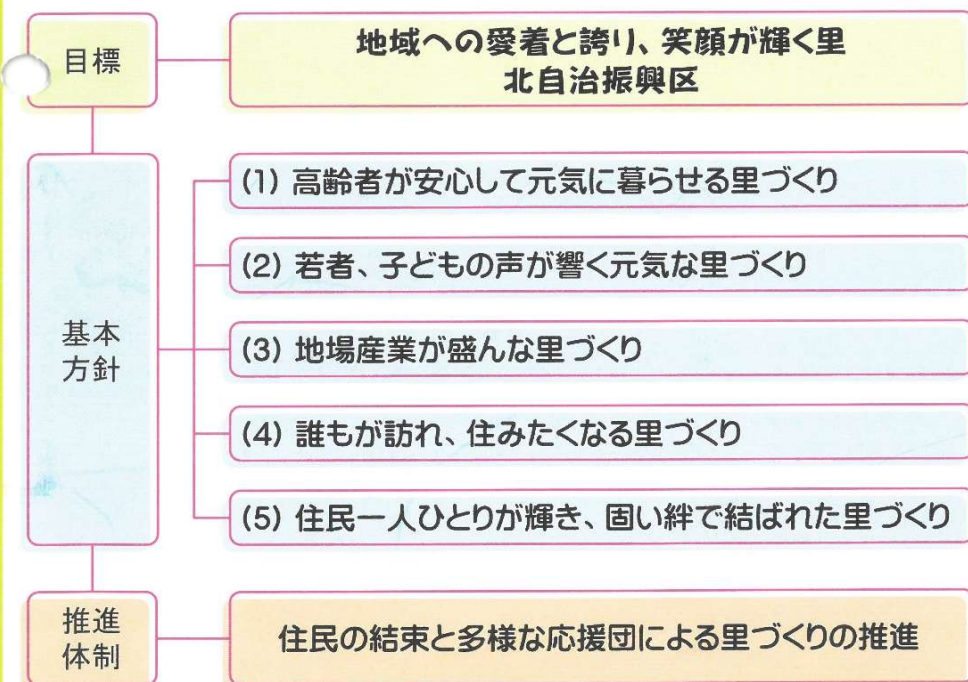 目標
地域への愛着と誇り、笑顔が輝く里
北自治振興区
基本
方針
(1) 高齢者が安心して元気に暮らせる里づくり
(2) 若者、子どもの声が響く元気な里づくり
(3) 地場産業が盛んな里づくり
(4) 誰もが訪れ、住みたくなる里づくり
(5) 住民一人ひとりが輝き、固い絆で結ばれた里づくり
推進
体制
住民の結束と多様な応援団による里づくりの推進